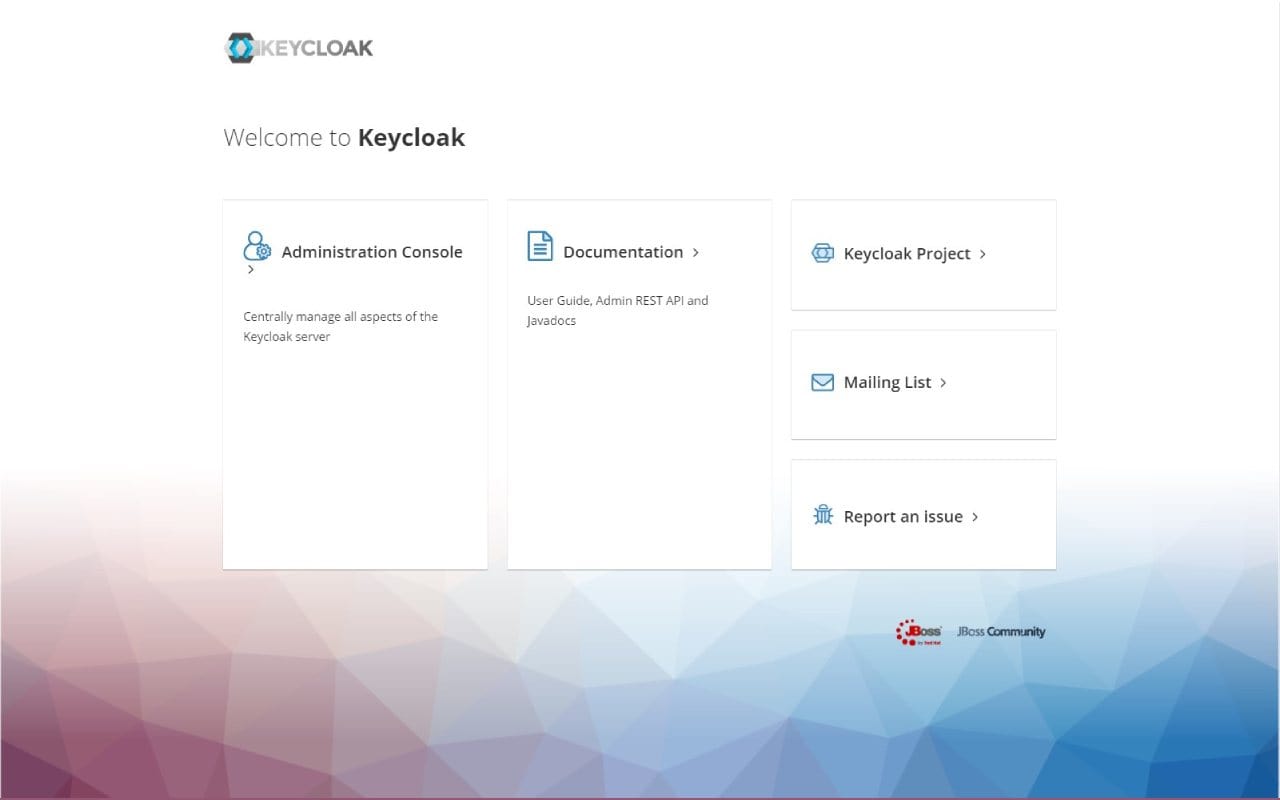 KEYCLOAK
Welcome to Keycloak
Administration Console
Centrally manage all aspects of the
Keycloak server
Documentation
User Guide, Admin REST API and
Javadocs
Keycloak Project
Mailing List
Report an issue
JBoss
by Red Hat
JBoss Community